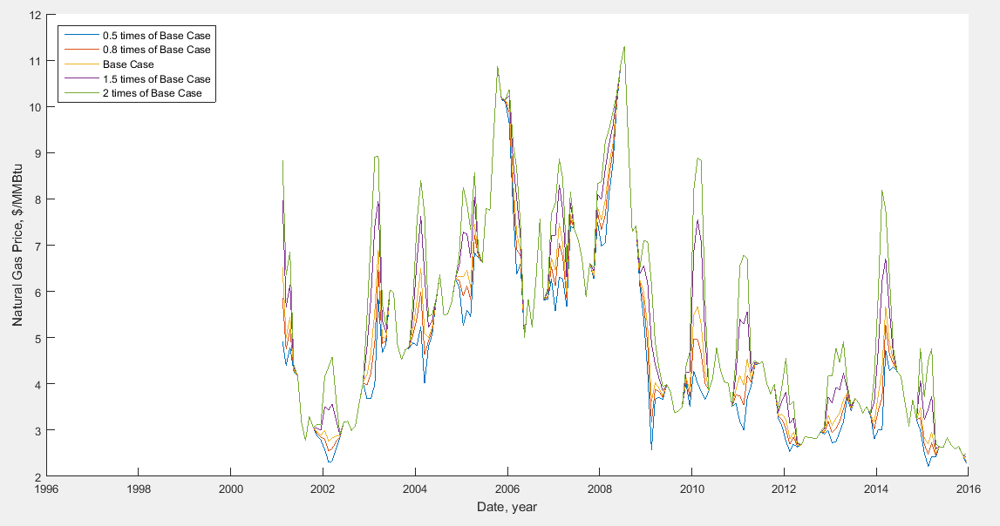 12
11
10
9
8
7
6
5
4
3
2
Natural Gas Price, $/MMBtu
0.5 times of Base Case
0.8 times of Base Case
Base Case
1.5 times of Base Case
2 times of Base Case
1996 1998 2000 2002 2004 2006 2008 2010 2012 2014 2016
Date, year